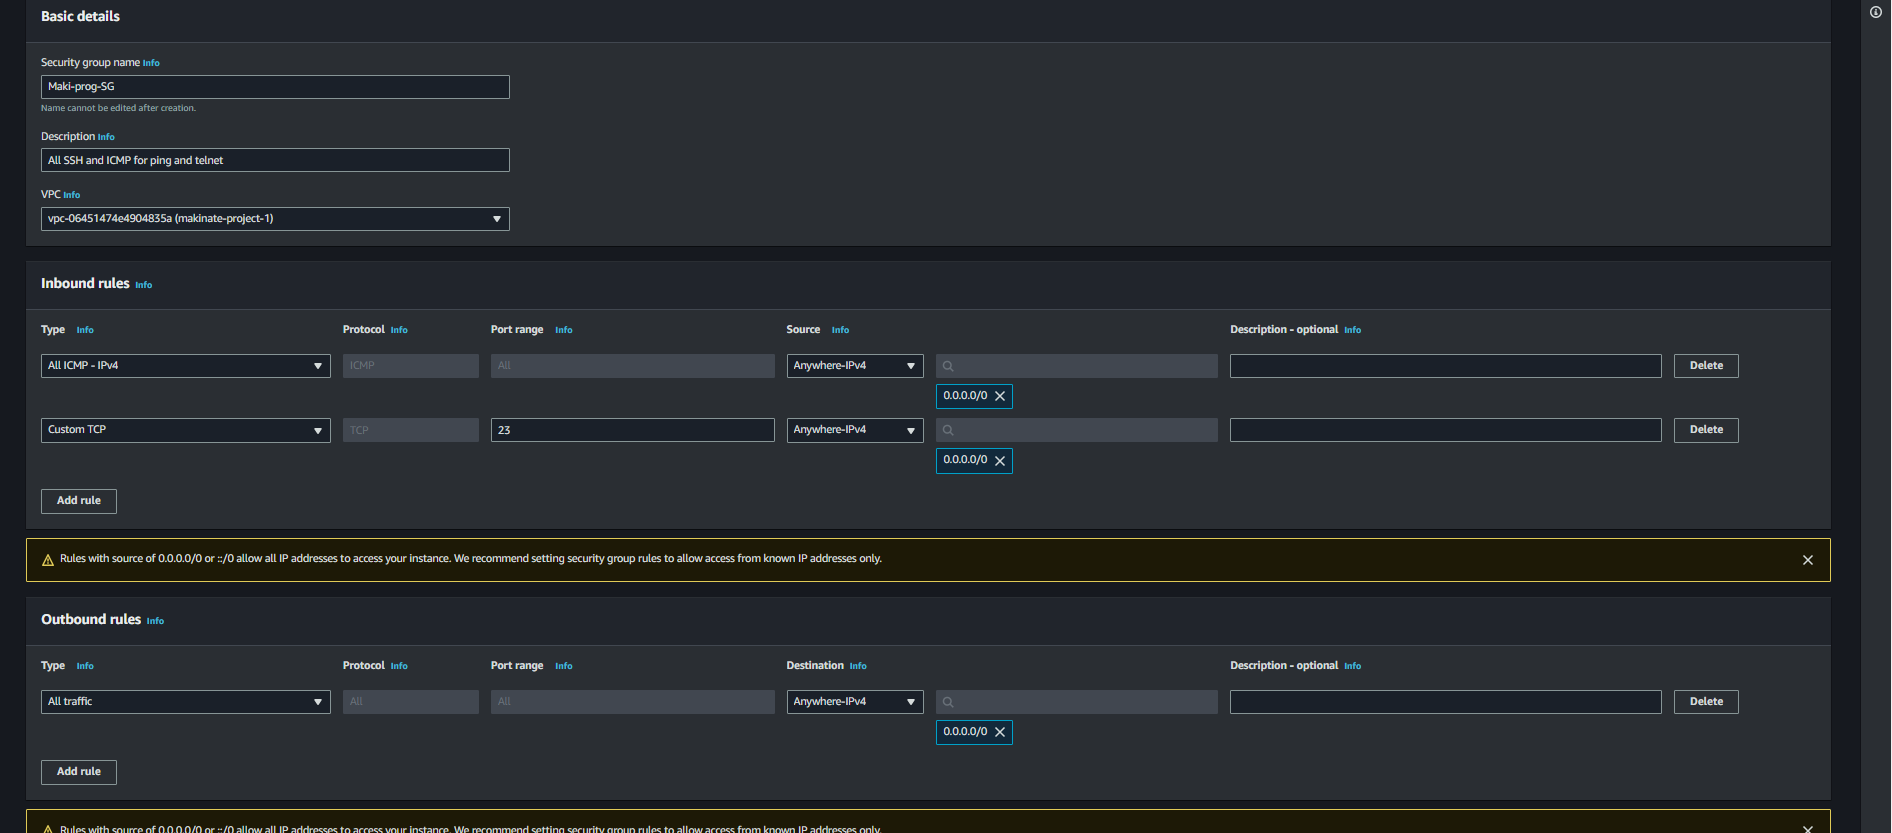 Basic details
Security group name Info
Maki-prog-SG
Name cannot be edited after creation.
Description Info
All SSH and ICMP for ping and telnet
VPC Info
vpc-06451474e4904835a (makinate-project-1)
Inbound rules Info
Type Info Protocol Info Port range Info Source Info Description - optional Info
All ICMP - IPv4 ICMP All Anywhere-IPv4 Delete
0.0.0.0/0
Custom TCP TCP 23 Anywhere-IPv4 Delete
0.0.0.0/0
Add rule
Rules with source of 0.0.0.0/0 or ::/0 allow all IP addresses to access your instance. We recommend setting security group rules to allow access from known IP addresses only.
Outbound rules Info
Type Info Protocol Info Port range Info Destination Info Description - optional Info
All traffic All All Anywhere-IPv4 Delete
0.0.0.0/0
Add rule
Rules with source of 0.0.0.0/0 or ::/0 allow all IP addresses to access your instance. We recommend setting security group rules to allow access from known IP addresses only.